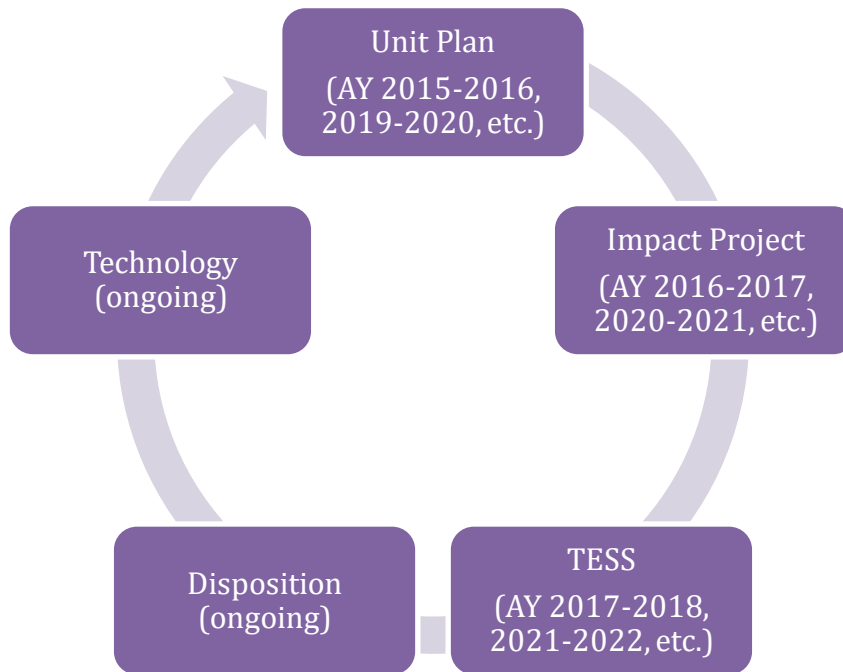 Unit Plan
(AY 2015-2016,
2019-2020, etc.)
Impact Project
(AY 2016-2017,
2020-2021, etc.)
TESS
(AY 2017-2018,
2021-2022, etc.)
Disposition
(ongoing)
Technology
(ongoing)